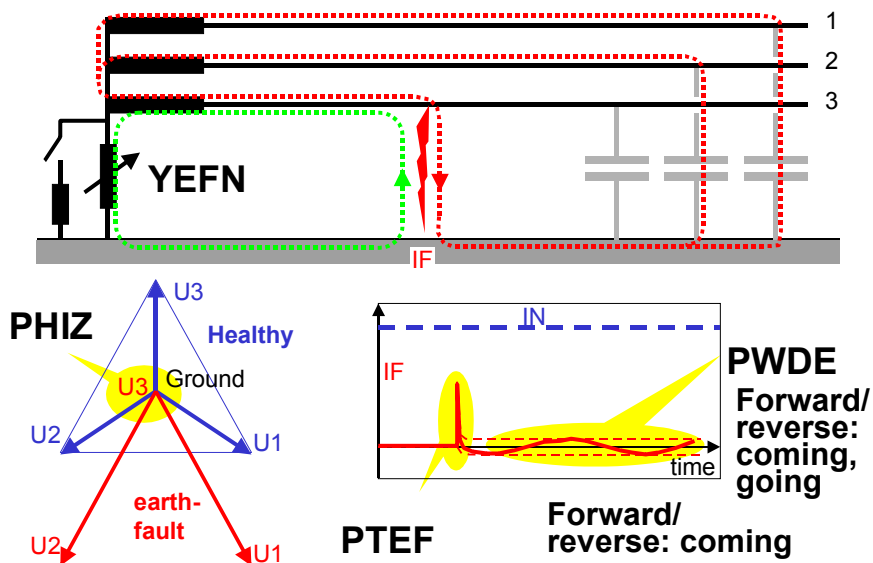 1
2
3
YEFN
IF
U3
PHIZ
Healthy
U3
Ground
U2
U1
earth-
fault
U2
U1
IN
IF
time
PWDE
Forward/
reverse:
coming,
going
PTEF
Forward/
reverse: coming